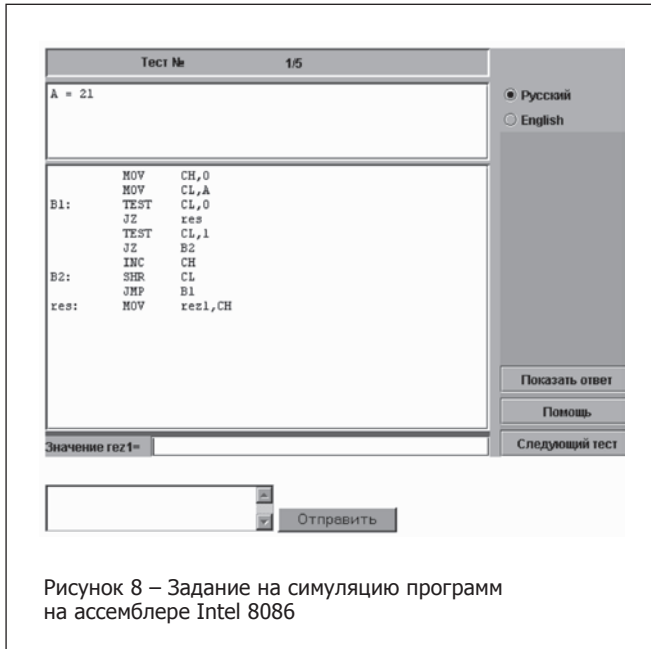 Тест № 1/5
A = 21
Русский
English
MOV CH,0
MOV CL,A
B1: TEST CL,0
JZ res
TEST CL,1
JZ B2
INC CH
B2: SHR CL
JMP B1
res: MOV rez1,CH
Показать ответ
Помощь
Значение rez1=
Следующий тест
Отправить
Рисунок 8 – Задание на симуляцию программ
на ассемблере Intel 8086